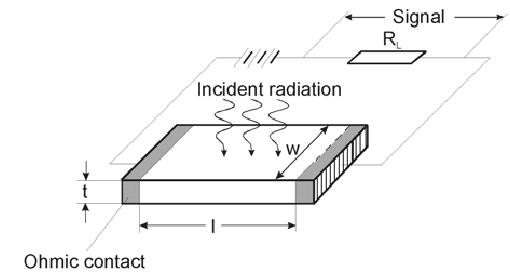 Signal
R_L
Incident radiation
w
t
l
Ohmic contact